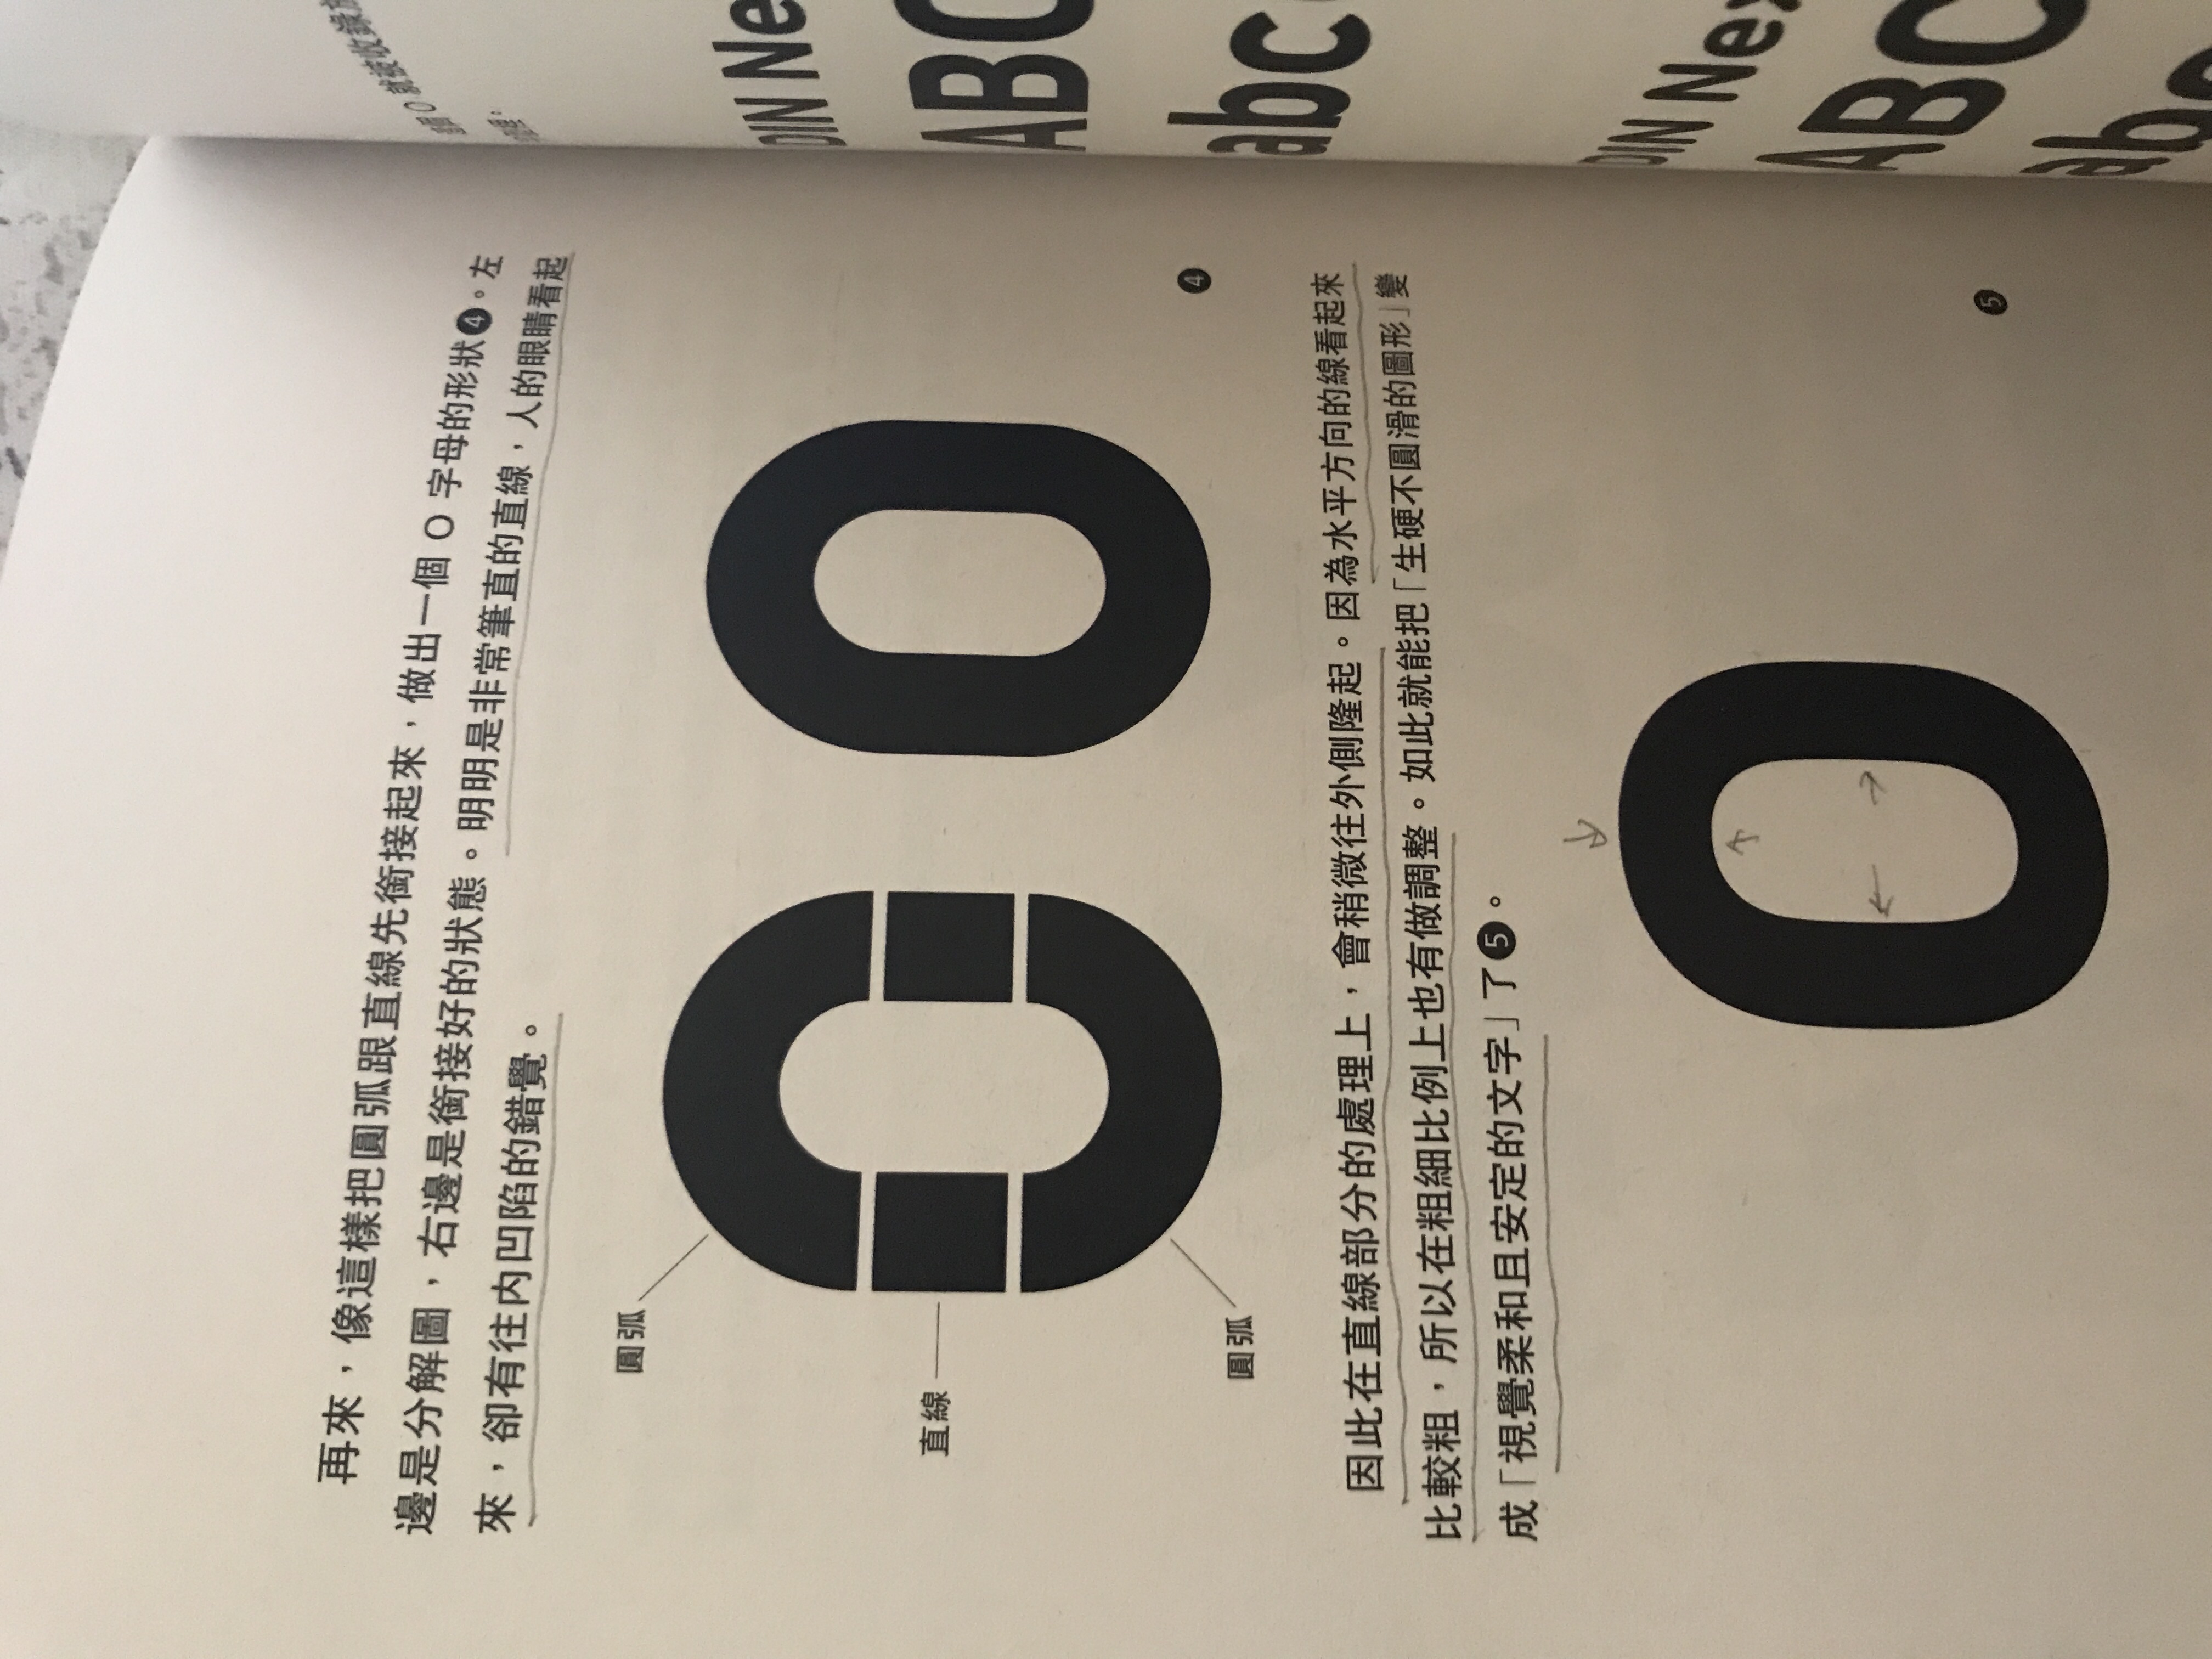 再來，像這樣把圓弧跟直線先銜接起來，做出一個 O 字母的形狀❹。左
邊是分解圖，右邊是銜接好的狀態。明明是非常筆直的直線，人的眼睛看起
來，卻有往內凹陷的錯覺。
圓弧
直線
圓弧
O O
❹
因此在直線部分的處理上，會稍微往外側隆起。因為水平方向的線看起來
比較粗，所以在粗細比例上也有做調整。如此就能把「生硬不圓滑的圖形」變
成「視覺柔和且安定的文字」了❺。
O
❺
O 就被收錄
DIN Ne
ABC
abc
DIN Nex
ABC
abc